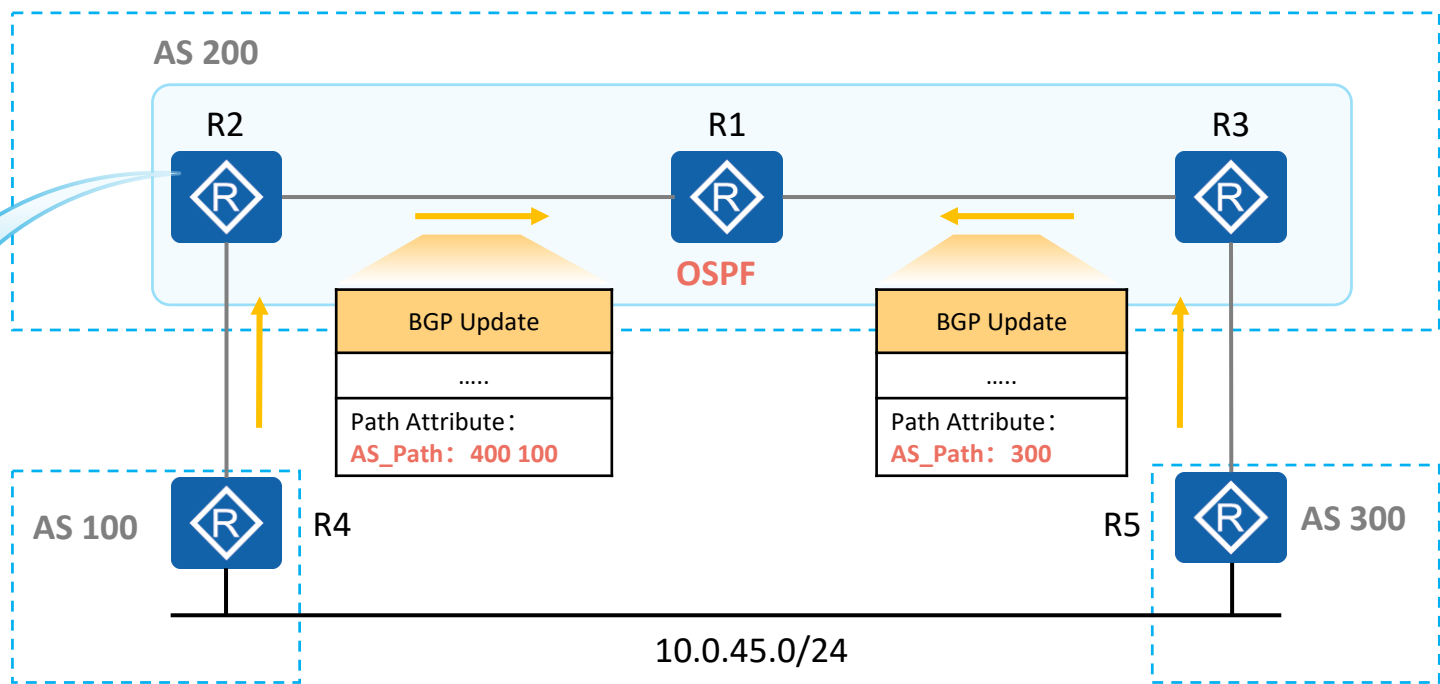 AS 200
R2
R1
R3
R
R
R
OSPF
BGP Update
.....
Path Attribute：
AS_Path： 400 100
BGP Update
.....
Path Attribute：
AS_Path： 300
AS 100
R
R4
R5
R
AS 300
10.0.45.0/24